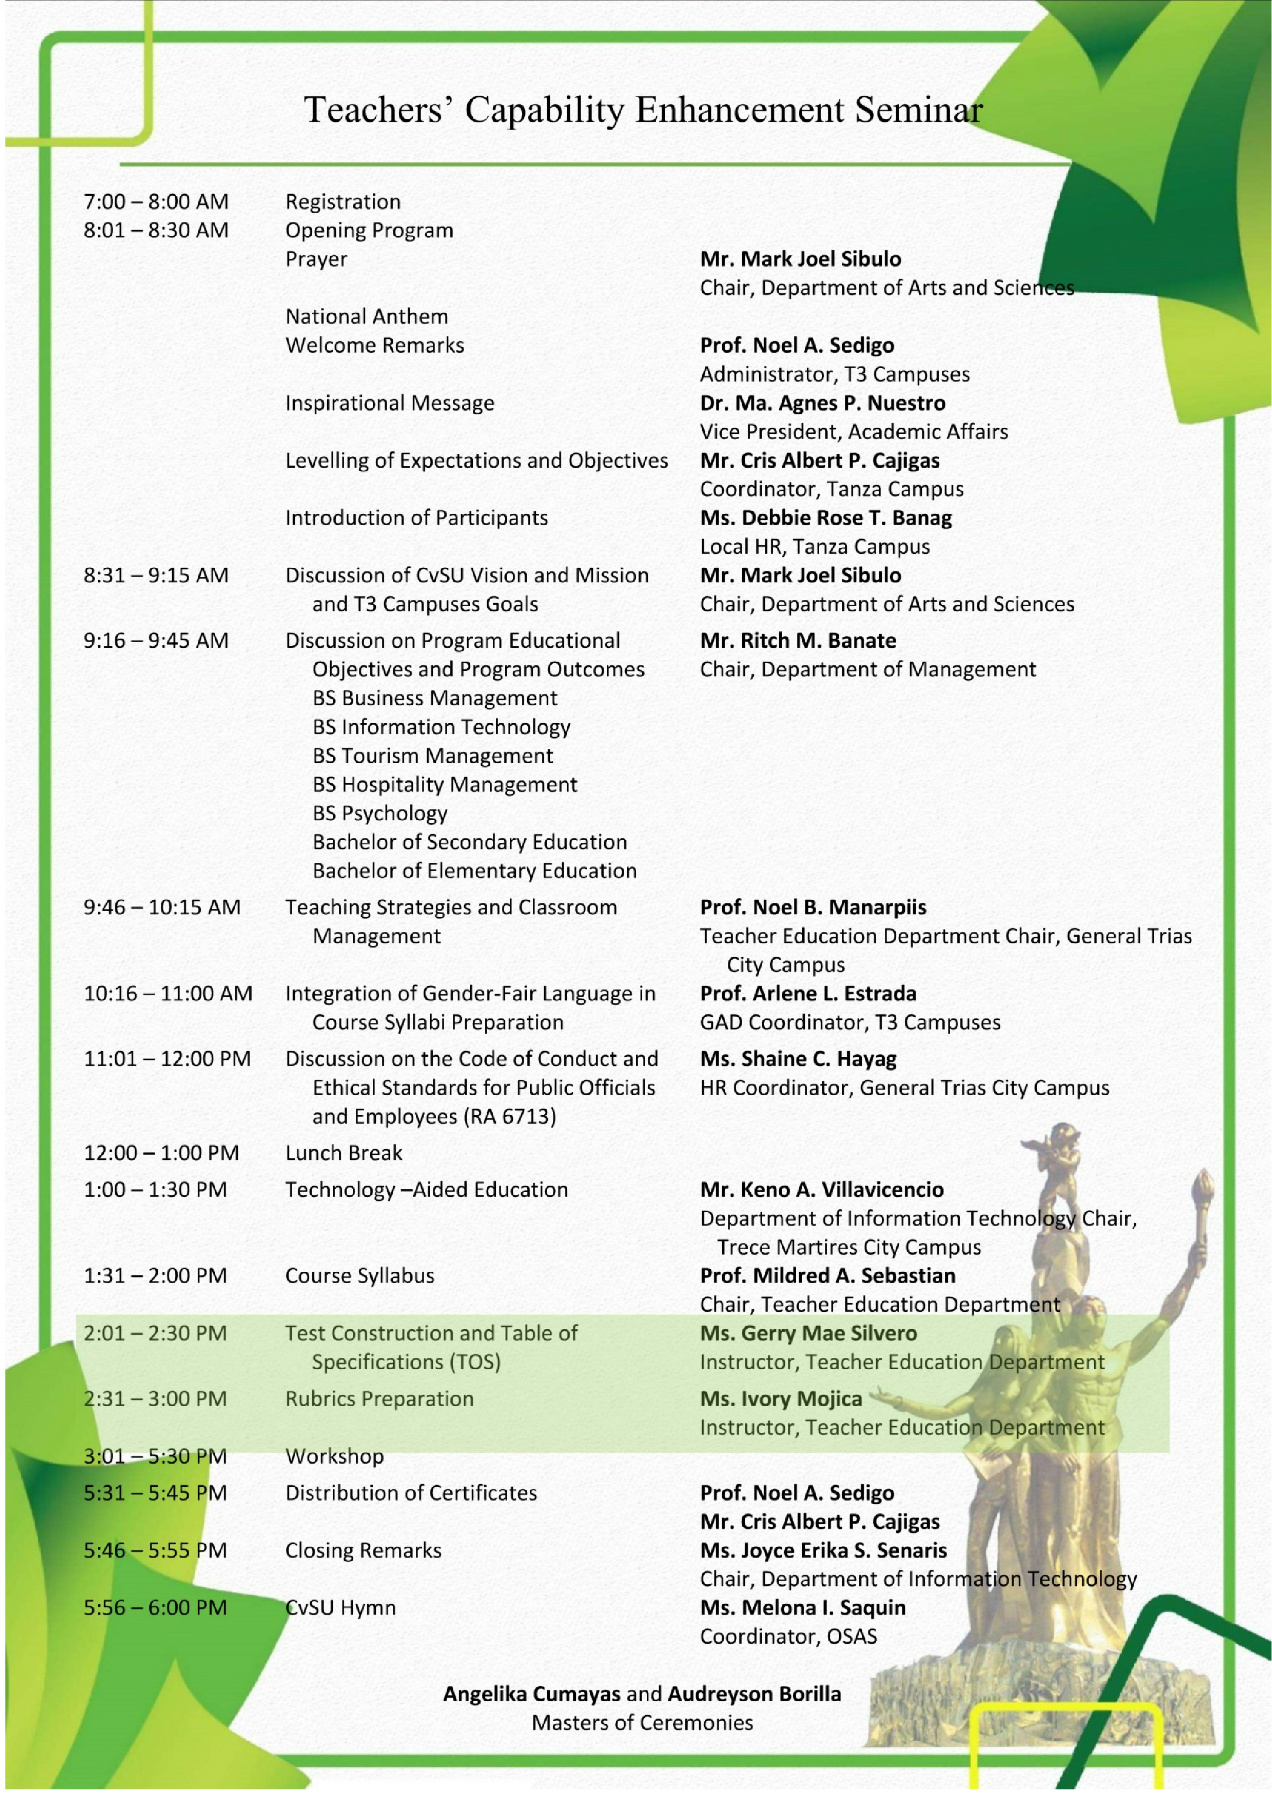 Teachers’ Capability Enhancement Seminar
7:00 – 8:00 AM Registration
8:01 – 8:30 AM Opening Program
Prayer Mr. Mark Joel Sibulo
Chair, Department of Arts and Sciences
National Anthem
Welcome Remarks Prof. Noel A. Sedigo
Administrator, T3 Campuses
Inspirational Message Dr. Ma. Agnes P. Nuestro
Vice President, Academic Affairs
Levelling of Expectations and Objectives Mr. Cris Albert P. Cajigas
Coordinator, Tanza Campus
Introduction of Participants Ms. Debbie Rose T. Banag
Local HR, Tanza Campus
8:31 – 9:15 AM Discussion of CvSU Vision and Mission Mr. Mark Joel Sibulo
and T3 Campuses Goals Chair, Department of Arts and Sciences
9:16 – 9:45 AM Discussion on Program Educational Mr. Ritch M. Banate
Objectives and Program Outcomes Chair, Department of Management
BS Business Management
BS Information Technology
BS Tourism Management
BS Hospitality Management
BS Psychology
Bachelor of Secondary Education
Bachelor of Elementary Education
9:46 – 10:15 AM Teaching Strategies and Classroom Prof. Noel B. Manarpiis
Management Teacher Education Department Chair, General Trias
City Campus
10:16 – 11:00 AM Integration of Gender-Fair Language in Prof. Arlene L. Estrada
Course Syllabi Preparation GAD Coordinator, T3 Campuses
11:01 – 12:00 PM Discussion on the Code of Conduct and Ms. Shaine C. Hayag
Ethical Standards for Public Officials HR Coordinator, General Trias City Campus
and Employees (RA 6713)
12:00 – 1:00 PM Lunch Break
1:00 – 1:30 PM Technology –Aided Education Mr. Keno A. Villavicencio
Department of Information Technology Chair,
Trece Martires City Campus
1:31 – 2:00 PM Course Syllabus Prof. Mildred A. Sebastian
Chair, Teacher Education Department
2:01 – 2:30 PM Test Construction and Table of Ms. Gerry Mae Silvero
Specifications (TOS) Instructor, Teacher Education Department
2:31 – 3:00 PM Rubrics Preparation Ms. Ivory Mojica
Instructor, Teacher Education Department
3:01 – 5:30 PM Workshop
5:31 – 5:45 PM Distribution of Certificates Prof. Noel A. Sedigo
Mr. Cris Albert P. Cajigas
5:46 – 5:55 PM Closing Remarks Ms. Joyce Erika S. Senaris
Chair, Department of Information Technology
5:56 – 6:00 PM CvSU Hymn Ms. Melona I. Saquin
Coordinator, OSAS
Angelika Cumayas and Audreyson Borilla
Masters of Ceremonies